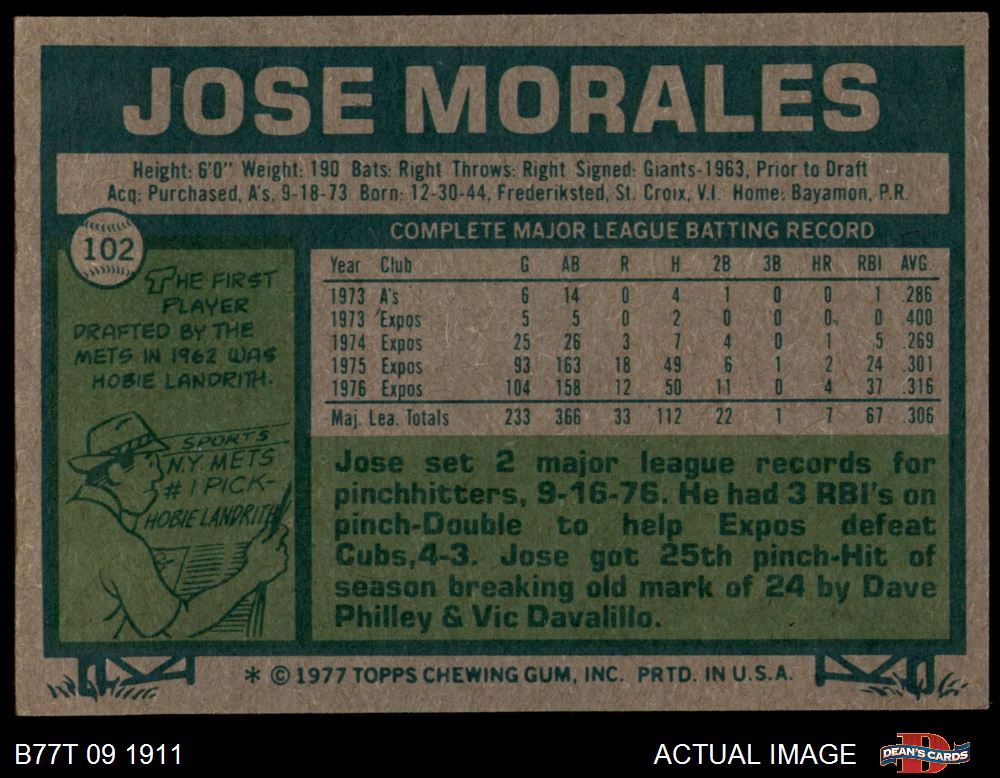 JOSE MORALES
Height: 6'0" Weight: 190 Bats: Right Throws: Right Signed: Giants-1963, Prior to Draft
Acq: Purchased, A's, 9-18-73 Born: 12-30-44, Frederiksted, St. Croix, V.I. Home: Bayamon, P.R.
102
THE FIRST
PLAYER
DRAFTED BY THE
METS IN 1962 WAS
HOBIE LANDRITH.
SPORTS
N.Y. METS
#1 PICK-
HOBIE LANDRITH
COMPLETE MAJOR LEAGUE BATTING RECORD
Year Club G AB R H 2B 3B HR RBI AVG.
1973 A's 6 14 0 4 1 0 0 1 .286
1973 Expos 5 5 0 2 0 0 0 0 .400
1974 Expos 25 26 3 7 4 0 1 5 .269
1975 Expos 93 163 18 49 6 1 2 24 .301
1976 Expos 104 158 12 50 11 0 4 37 .316
Maj. Lea. Totals 233 366 33 112 22 1 7 67 .306
Jose set 2 major league records for
pinchhitters, 9-16-76. He had 3 RBI's on
pinch-Double to help Expos defeat
Cubs,4-3. Jose got 25th pinch-Hit of
season breaking old mark of 24 by Dave
Philley & Vic Davalillo.
* © 1977 TOPPS CHEWING GUM, INC. PRTD. IN U.S.A.
B77T 09 1911
ACTUAL IMAGE
DEAN'S CARDS